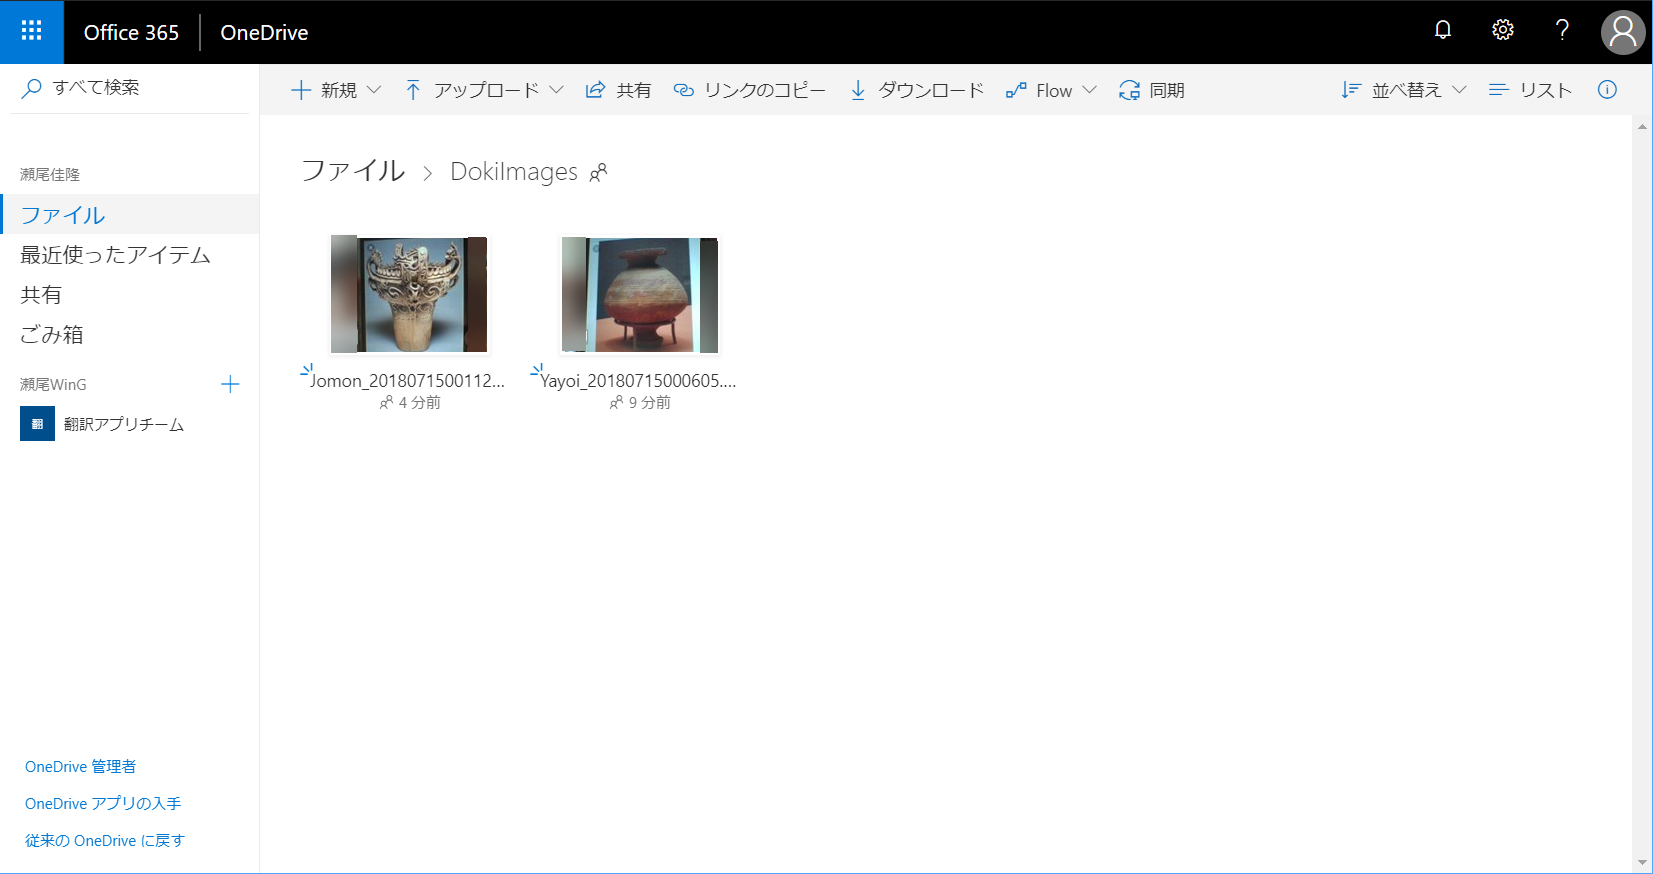 Office 365 OneDrive ?
すべて検索
新規 アップロード 共有 リンクのコピー ダウンロード Flow 同期 並べ替え リスト
瀬尾佳隆
ファイル
最近使ったアイテム
共有
ごみ箱
瀬尾WinG
翻 翻訳アプリチーム
OneDrive 管理者
OneDrive アプリの入手
従来の OneDrive に戻す
ファイル > DokiImages
Jomon_2018071500112...
4 分前
Yayoi_20180715000605....
9 分前